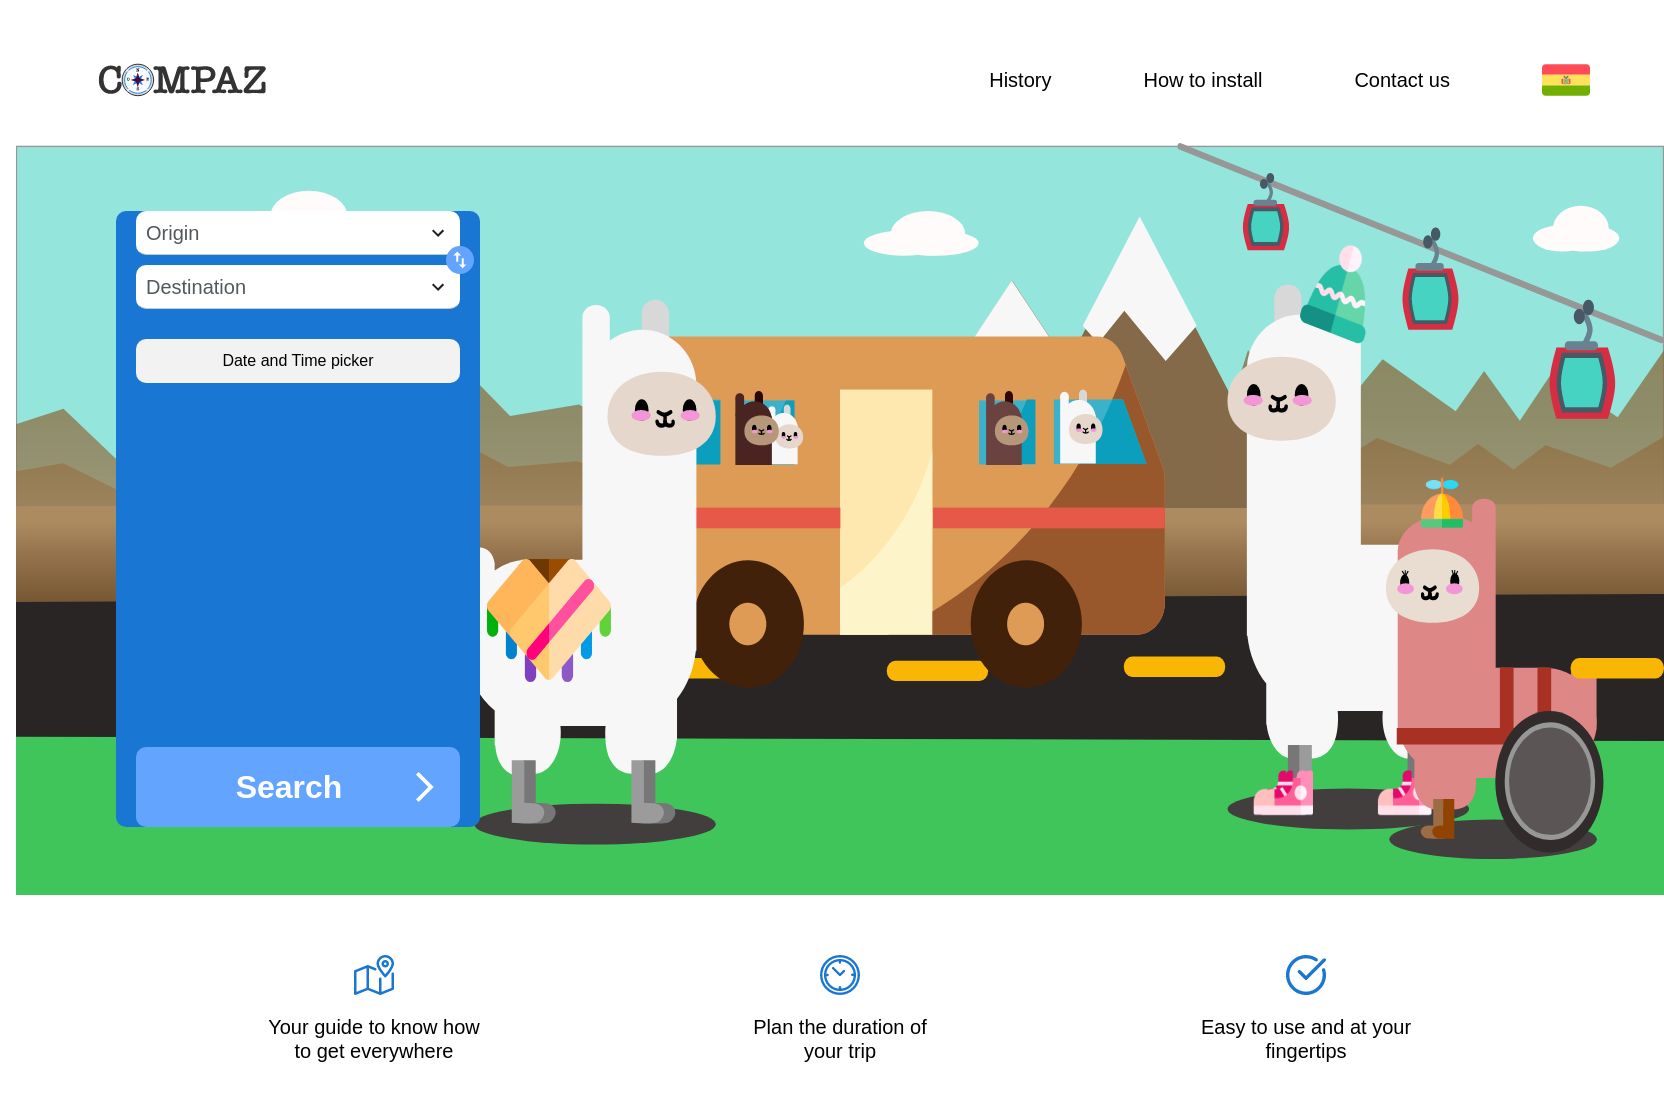 COMPAZ
History
How to install
Contact us
Origin
Destination
Date and Time picker
Search
Your guide to know how
to get everywhere
Plan the duration of
your trip
Easy to use and at your
fingertips